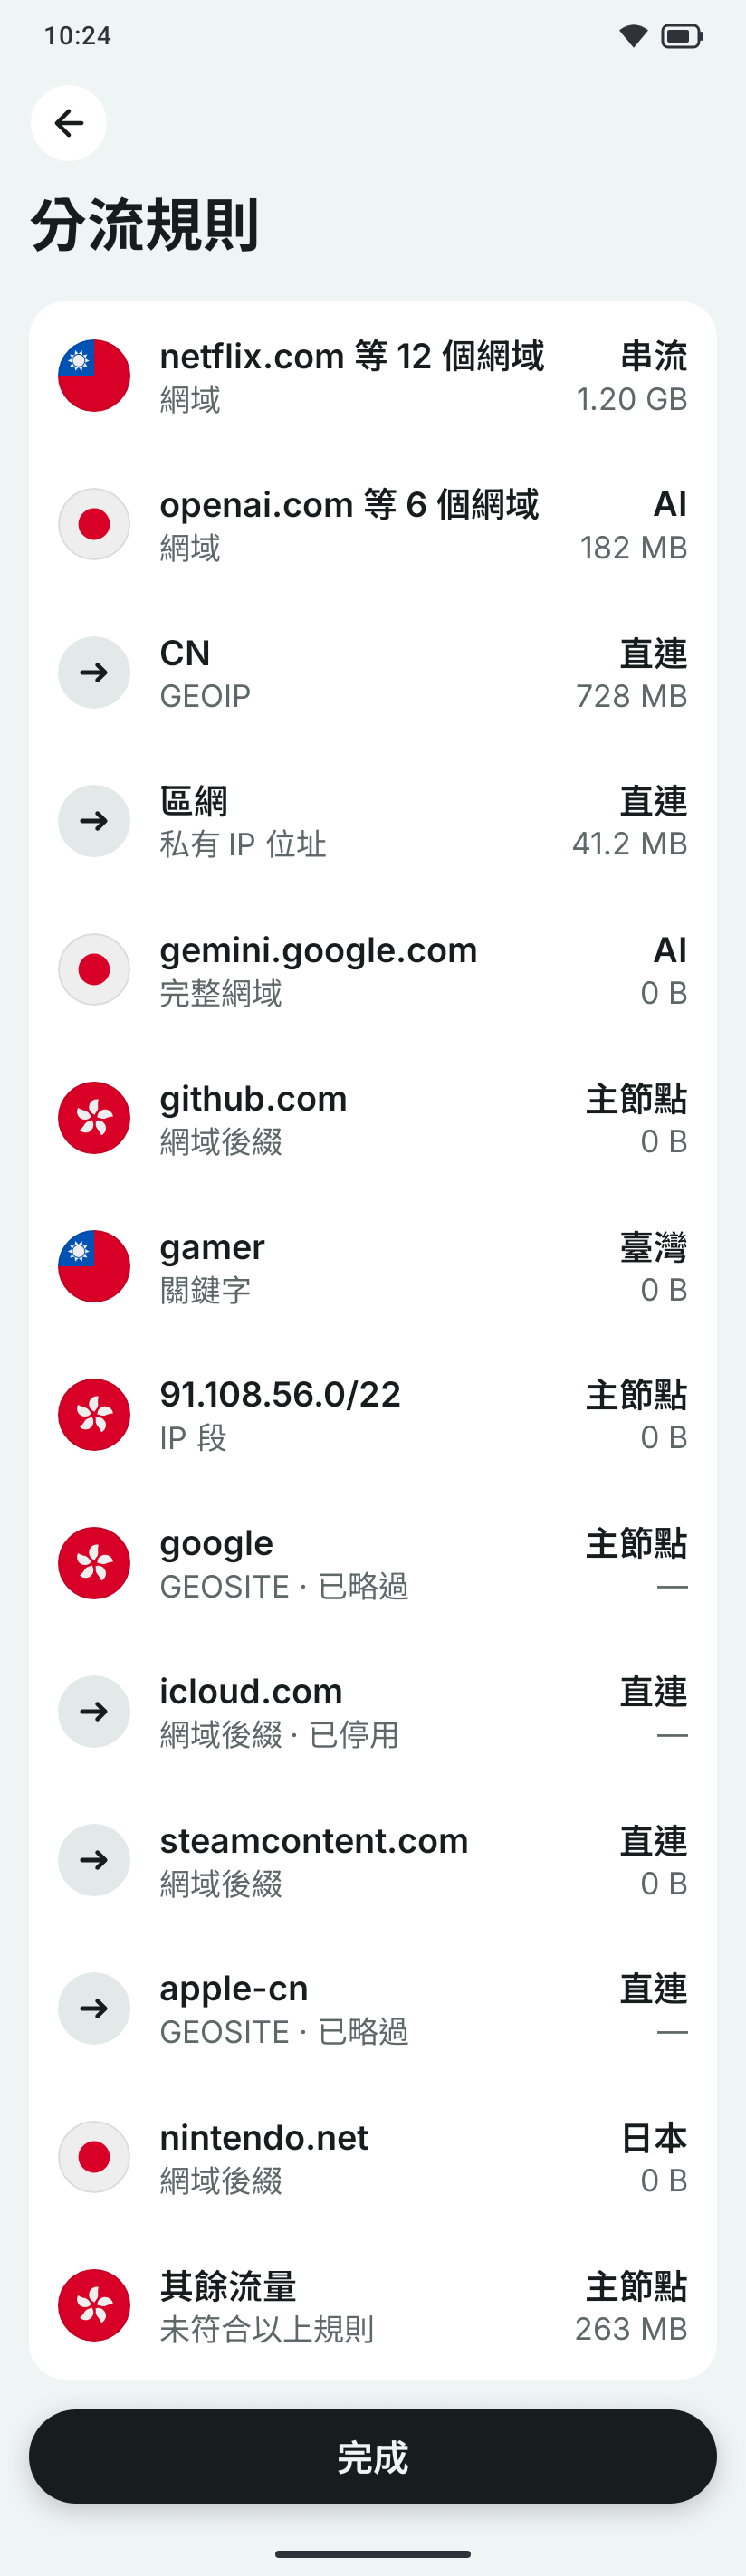 10:24
分流規則
netflix.com 等 12 個網域 串流
網域 1.20 GB
openai.com 等 6 個網域 AI
網域 182 MB
CN 直連
GEOIP 728 MB
區網 直連
私有 IP 位址 41.2 MB
gemini.google.com AI
完整網域 0 B
github.com 主節點
網域後綴 0 B
gamer 臺灣
關鍵字 0 B
91.108.56.0/22 主節點
IP 段 0 B
google 主節點
GEOSITE · 已略過 —
icloud.com 直連
網域後綴 · 已停用 —
steamcontent.com 直連
網域後綴 0 B
apple-cn 直連
GEOSITE · 已略過 —
nintendo.net 日本
網域後綴 0 B
其餘流量 主節點
未符合以上規則 263 MB
完成